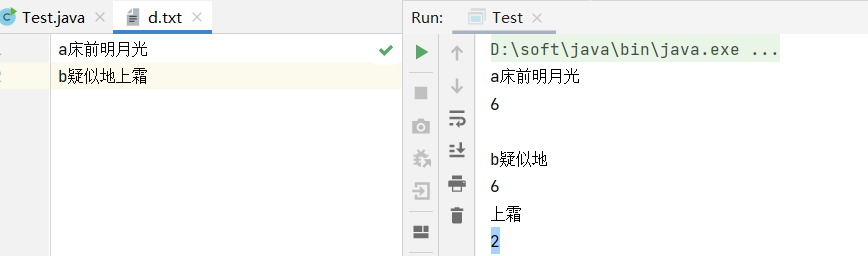 Test.java d.txt
a床前明月光
b疑似地上霜
Run: Test
D:\soft\java\bin\java.exe ...
a床前明月光
6
b疑似地
6
上霜
2